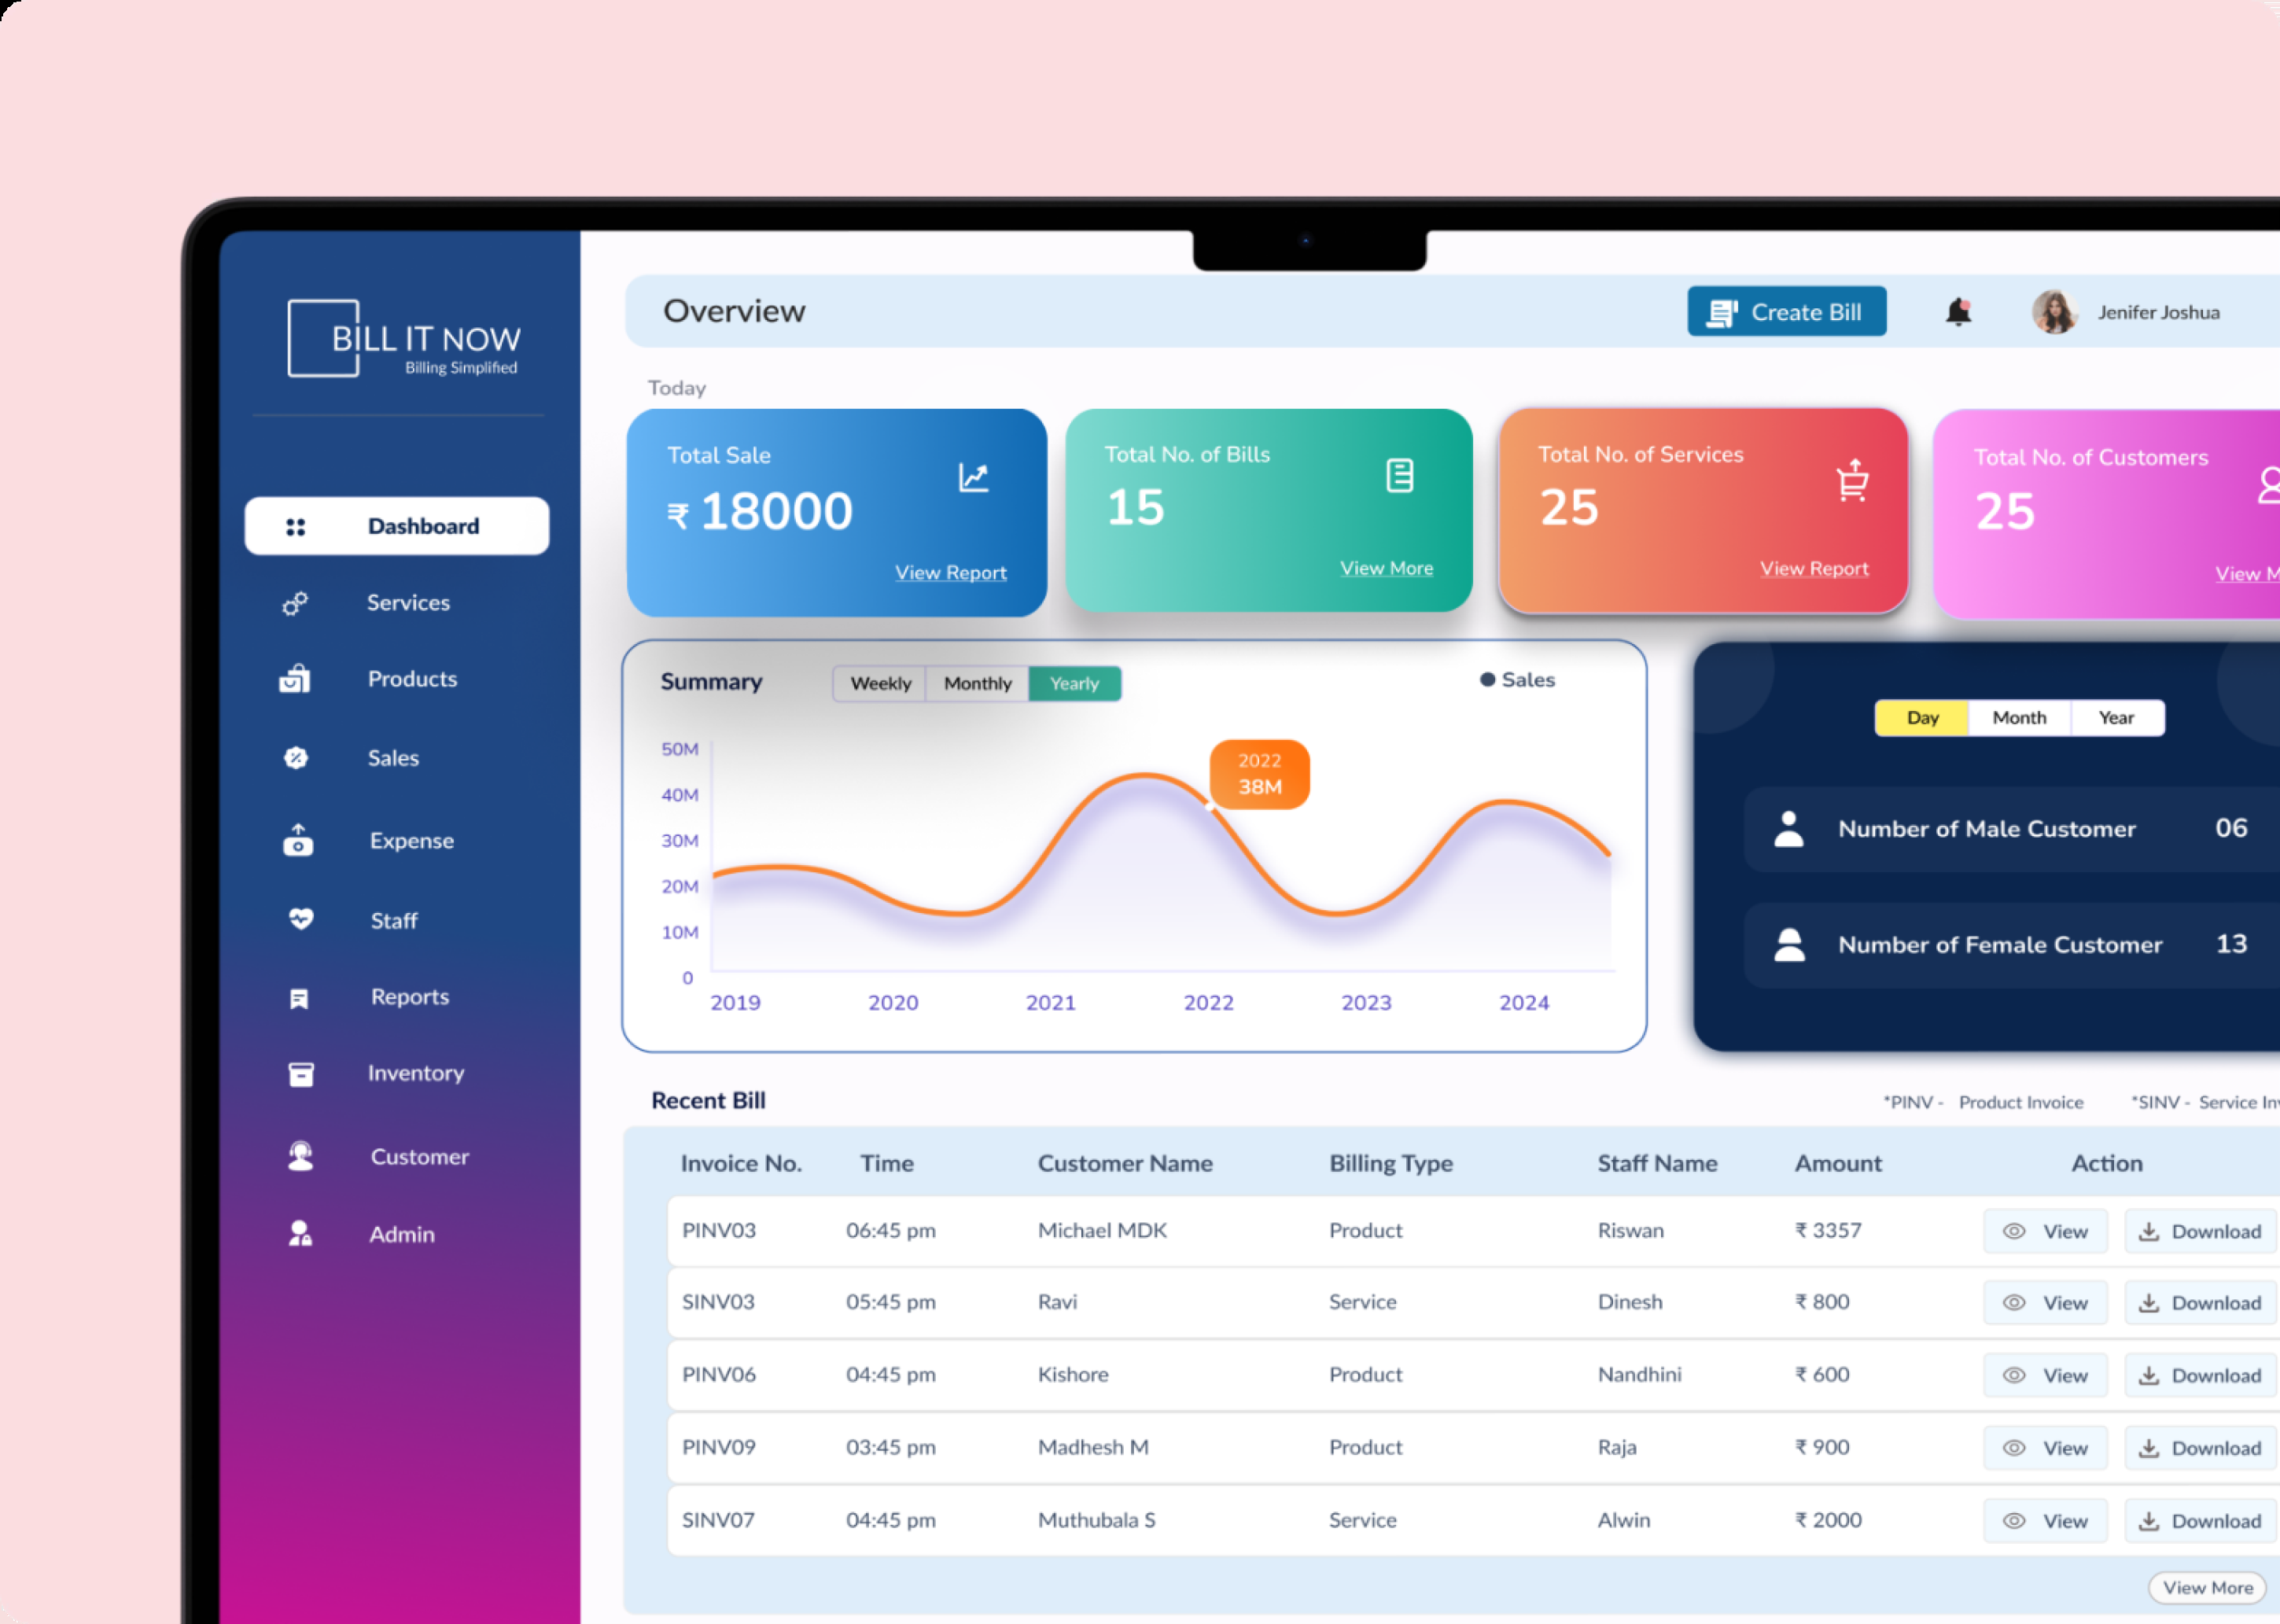 BILL IT NOW
Billing Simplified
Dashboard
Services
Products
Sales
Expense
Staff
Reports
Inventory
Customer
Admin
Overview
Create Bill
Jenifer Joshua
Today
Total Sale
₹ 18000
View Report
Total No. of Bills
15
View More
Total No. of Services
25
View Report
Total No. of Customers
25
View M
Summary
Weekly Monthly Yearly
Sales
50M
40M
30M
20M
10M
0
2022
38M
2019 2020 2021 2022 2023 2024
Day Month Year
Number of Male Customer 06
Number of Female Customer 13
Recent Bill
*PINV - Product Invoice *SINV - Service Inv
Invoice No. Time Customer Name Billing Type Staff Name Amount Action
PINV03 06:45 pm Michael MDK Product Riswan ₹ 3357 View Download
SINV03 05:45 pm Ravi Service Dinesh ₹ 800 View Download
PINV06 04:45 pm Kishore Product Nandhini ₹ 600 View Download
PINV09 03:45 pm Madhesh M Product Raja ₹ 900 View Download
SINV07 04:45 pm Muthubala S Service Alwin ₹ 2000 View Download
View More